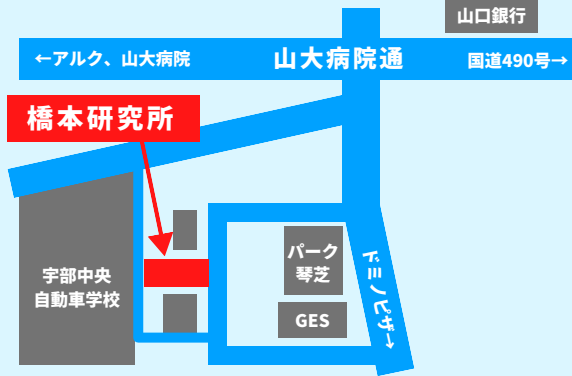 山口銀行
←アルク、山大病院
山大病院通
国道490号→
橋本研究所
パーク
琴芝
ドミノピザ→
宇部中央
自動車学校
GES